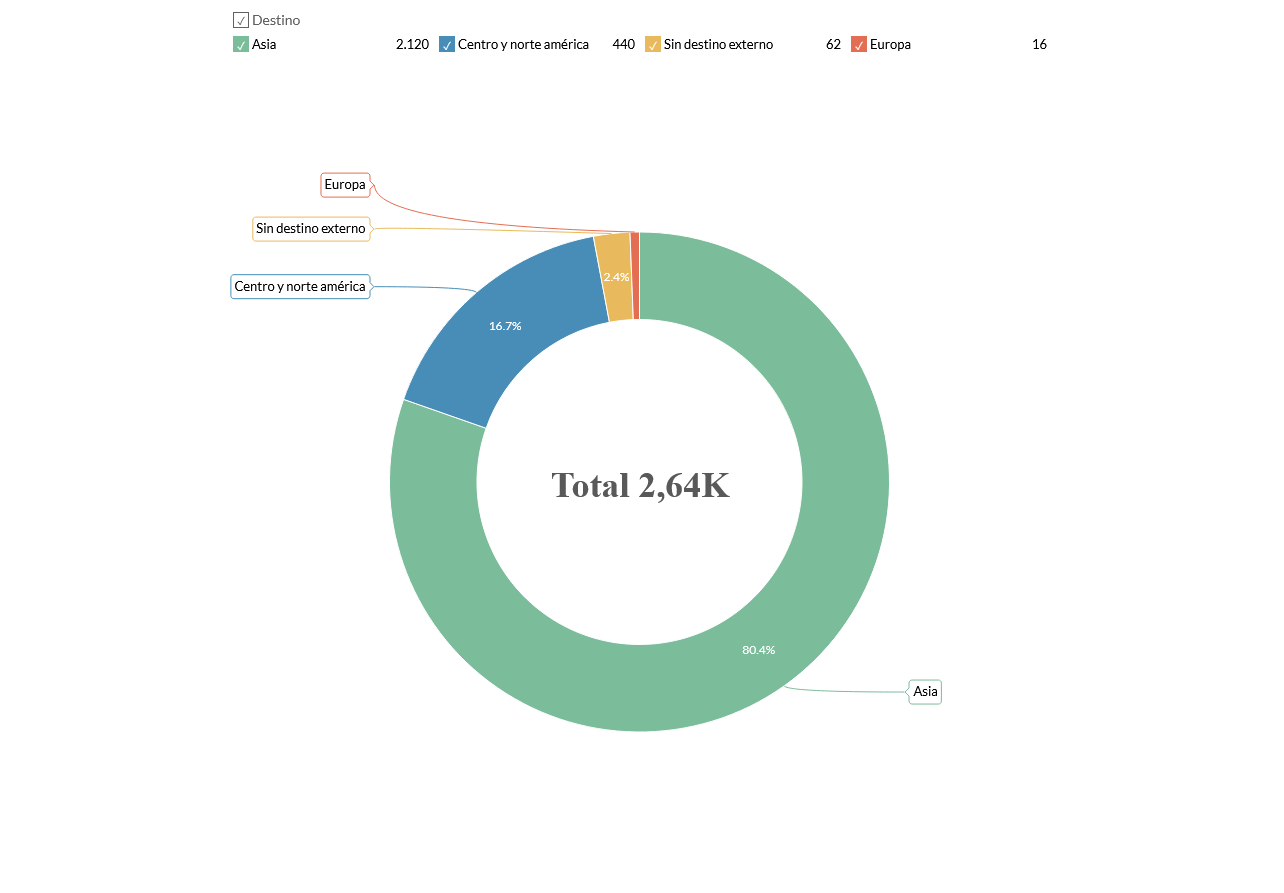 Destino
Asia 2.120 Centro y norte américa 440 Sin destino externo 62 Europa 16
Europa
Sin destino externo
2.4%
Centro y norte américa
16.7%
Total 2,64K
80.4%
Asia